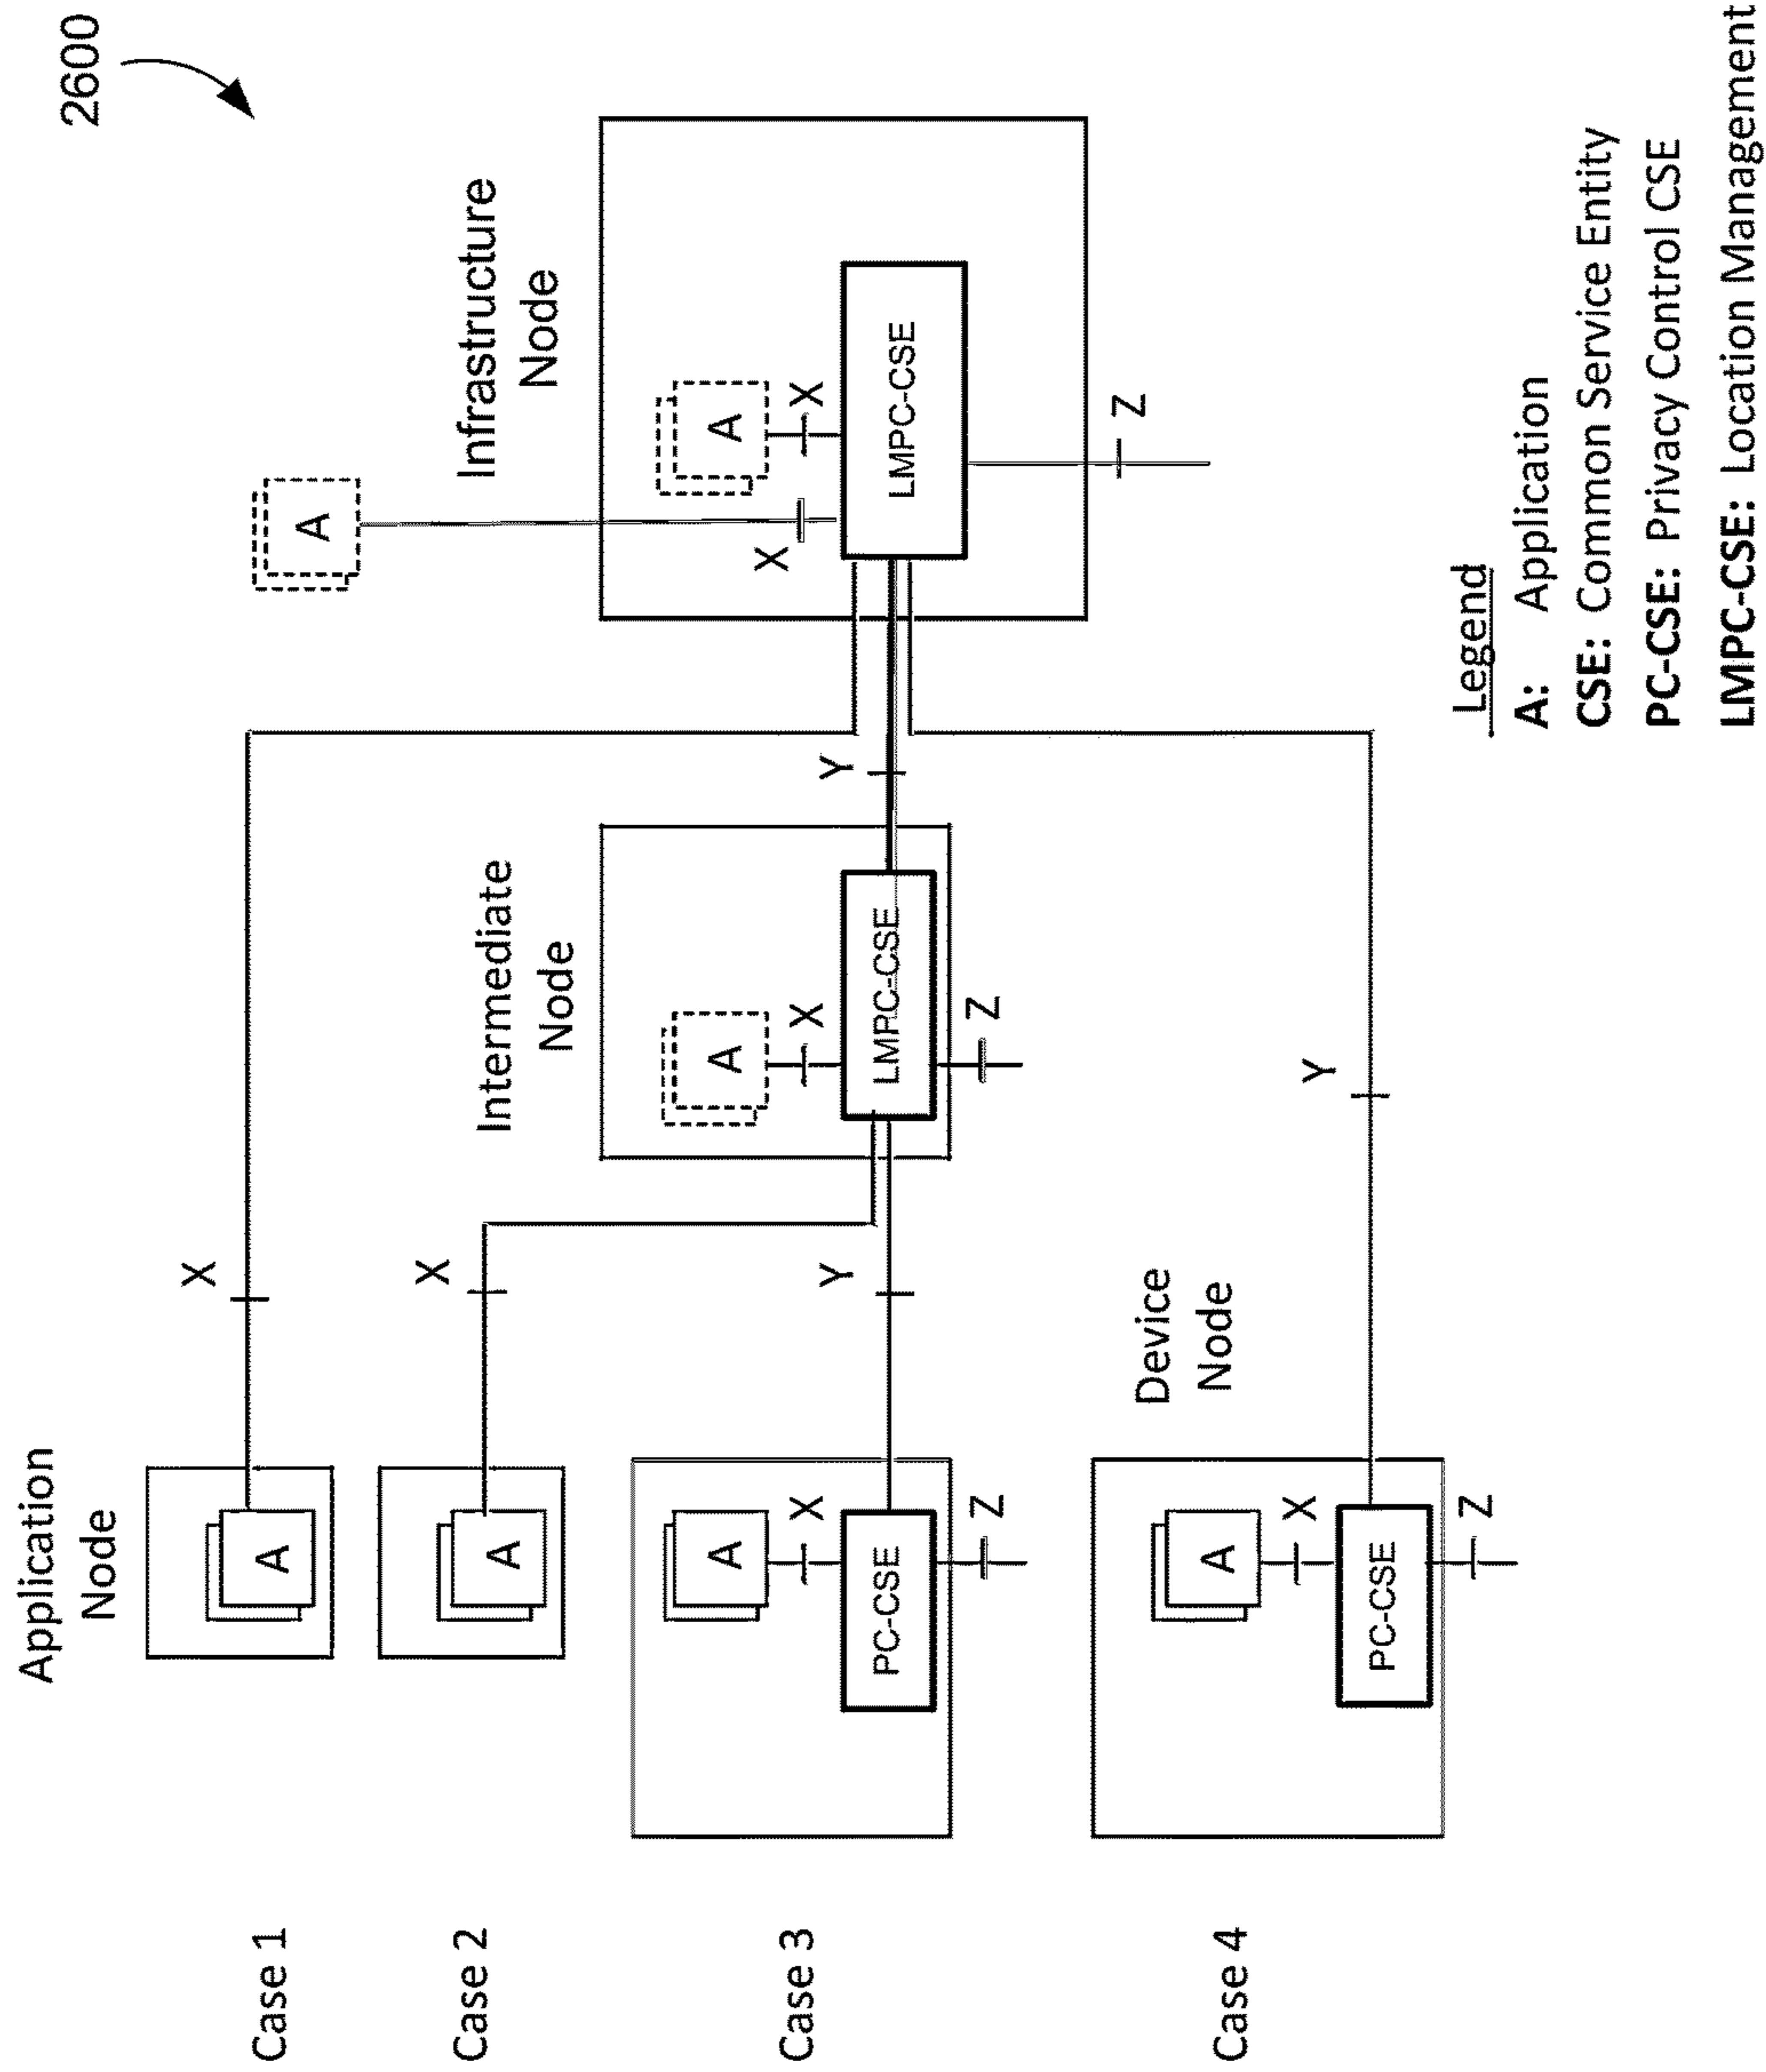 2600
Application
Node
X
Case 1
A
A
X
Case 2
A
Infrastructure
Node
Intermediate
Node
Case 3
A
X
PC-CSE
Z
Y
A
X
LMPC-CSE
Z
Y
X
A
X
LMPC-CSE
Z
Device
Node
Case 4
A
X
PC-CSE
Z
Y
Legend
A: Application
CSE: Common Service Entity
PC-CSE: Privacy Control CSE
LMPC-CSE: Location Management